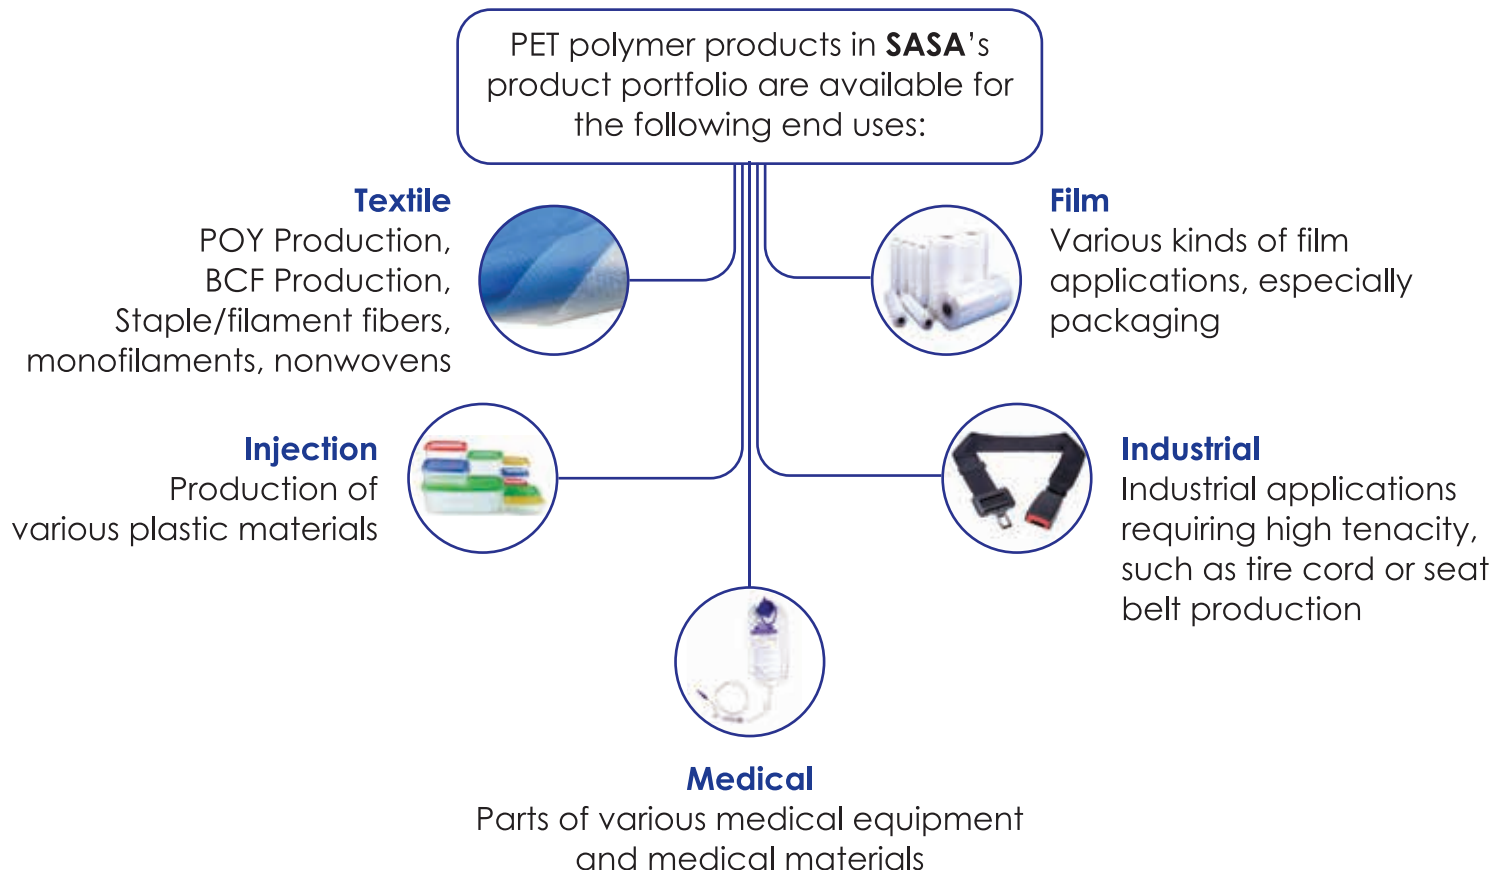 PET polymer products in SASA's
product portfolio are available for
the following end uses:
Textile
POY Production,
BCF Production,
Staple/filament fibers,
monofilaments, nonwovens
Film
Various kinds of film
applications, especially
packaging
Injection
Production of
various plastic materials
Industrial
Industrial applications
requiring high tenacity,
such as tire cord or seat
belt production
Medical
Parts of various medical equipment
and medical materials